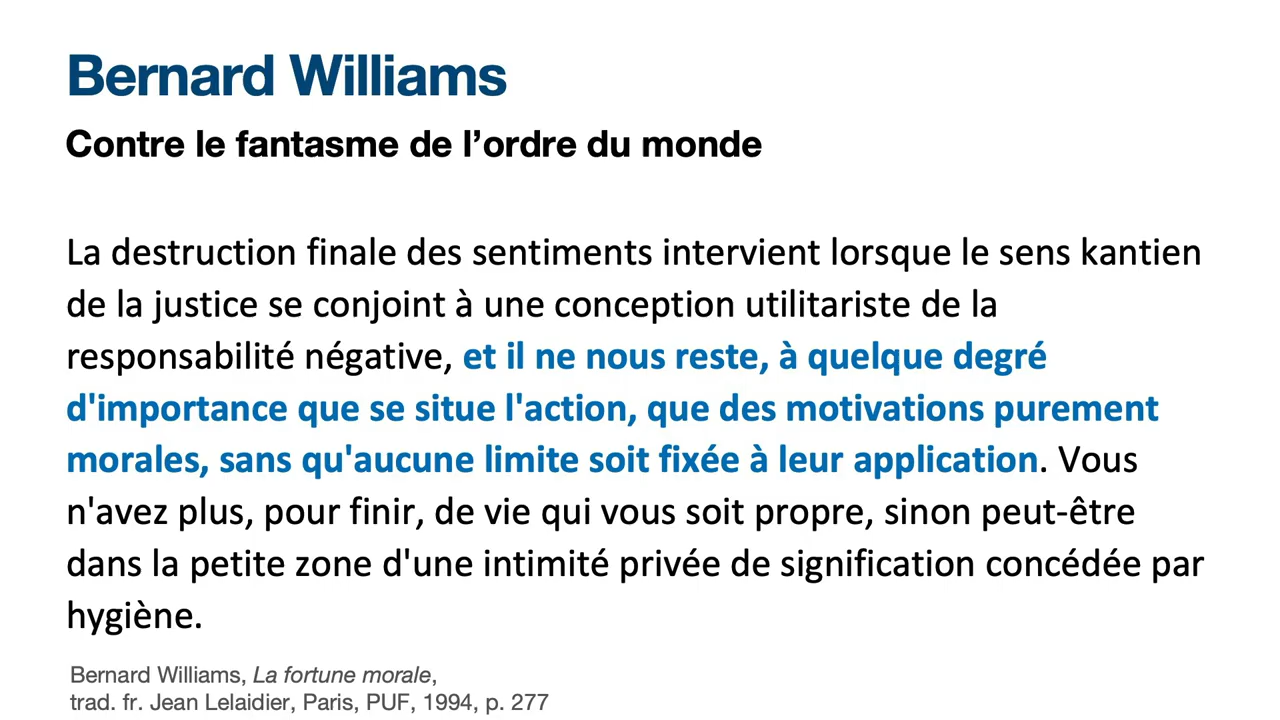 Bernard Williams
Contre le fantasme de l’ordre du monde
La destruction finale des sentiments intervient lorsque le sens kantien
de la justice se conjoint à une conception utilitariste de la
responsabilité négative, et il ne nous reste, à quelque degré
d'importance que se situe l'action, que des motivations purement
morales, sans qu'aucune limite soit fixée à leur application. Vous
n'avez plus, pour finir, de vie qui vous soit propre, sinon peut-être
dans la petite zone d'une intimité privée de signification concédée par
hygiène.
Bernard Williams, La fortune morale,
trad. fr. Jean Lelaidier, Paris, PUF, 1994, p. 277